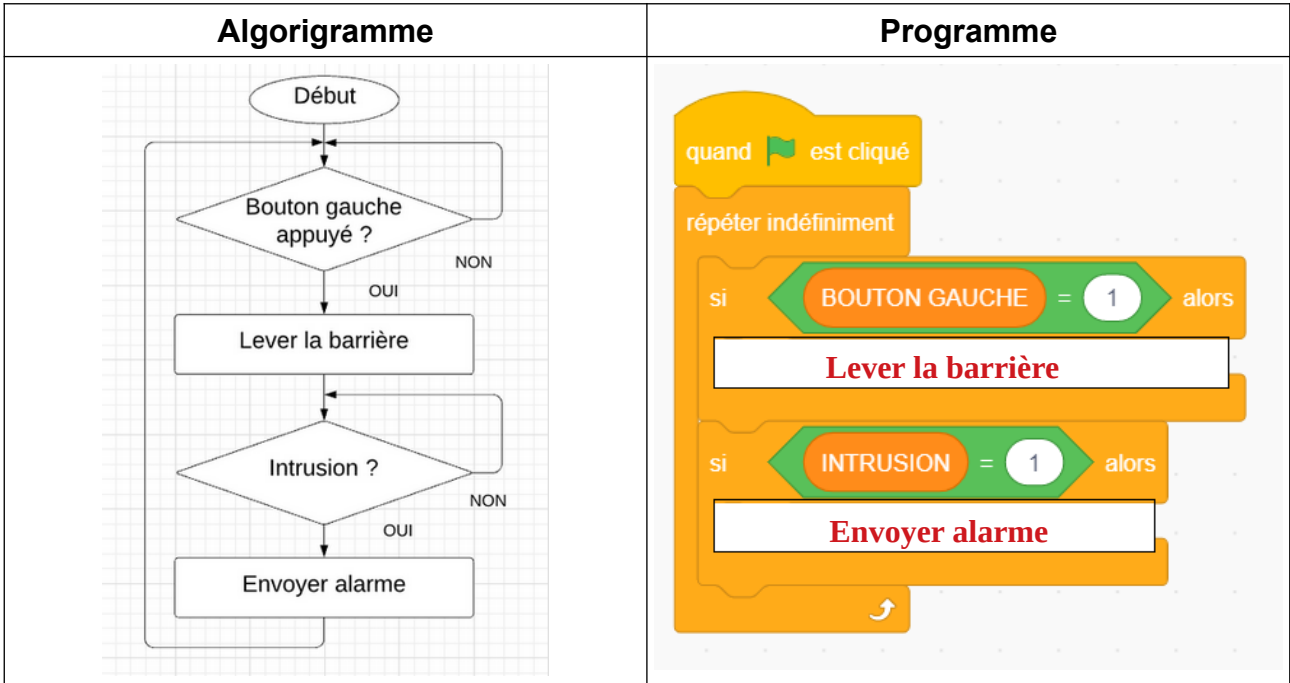 Algorigramme
Programme
Début
Bouton gauche
appuyé ?
NON
OUI
Lever la barrière
Intrusion ?
NON
OUI
Envoyer alarme
quand est cliqué
répéter indéfiniment
si BOUTON GAUCHE = 1 alors
Lever la barrière
si INTRUSION = 1 alors
Envoyer alarme